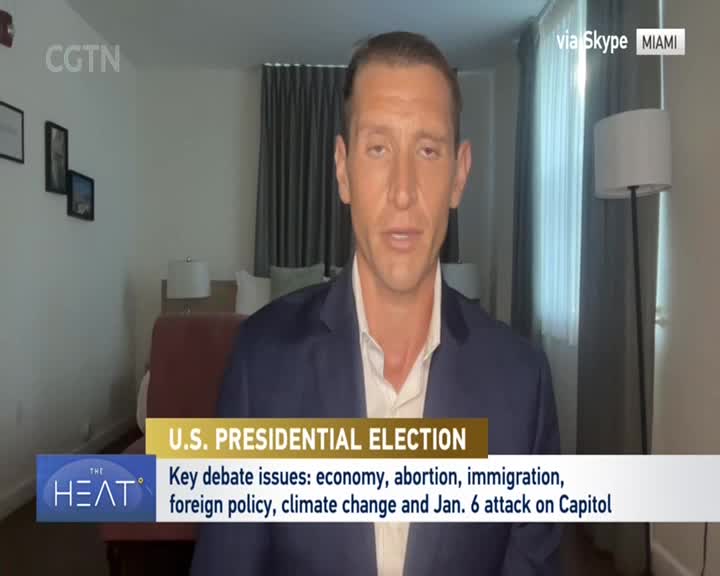 CGTN
via Skype MIAMI
U.S. PRESIDENTIAL ELECTION
THE
HEAT
Key debate issues: economy, abortion, immigration,
foreign policy, climate change and Jan. 6 attack on Capitol